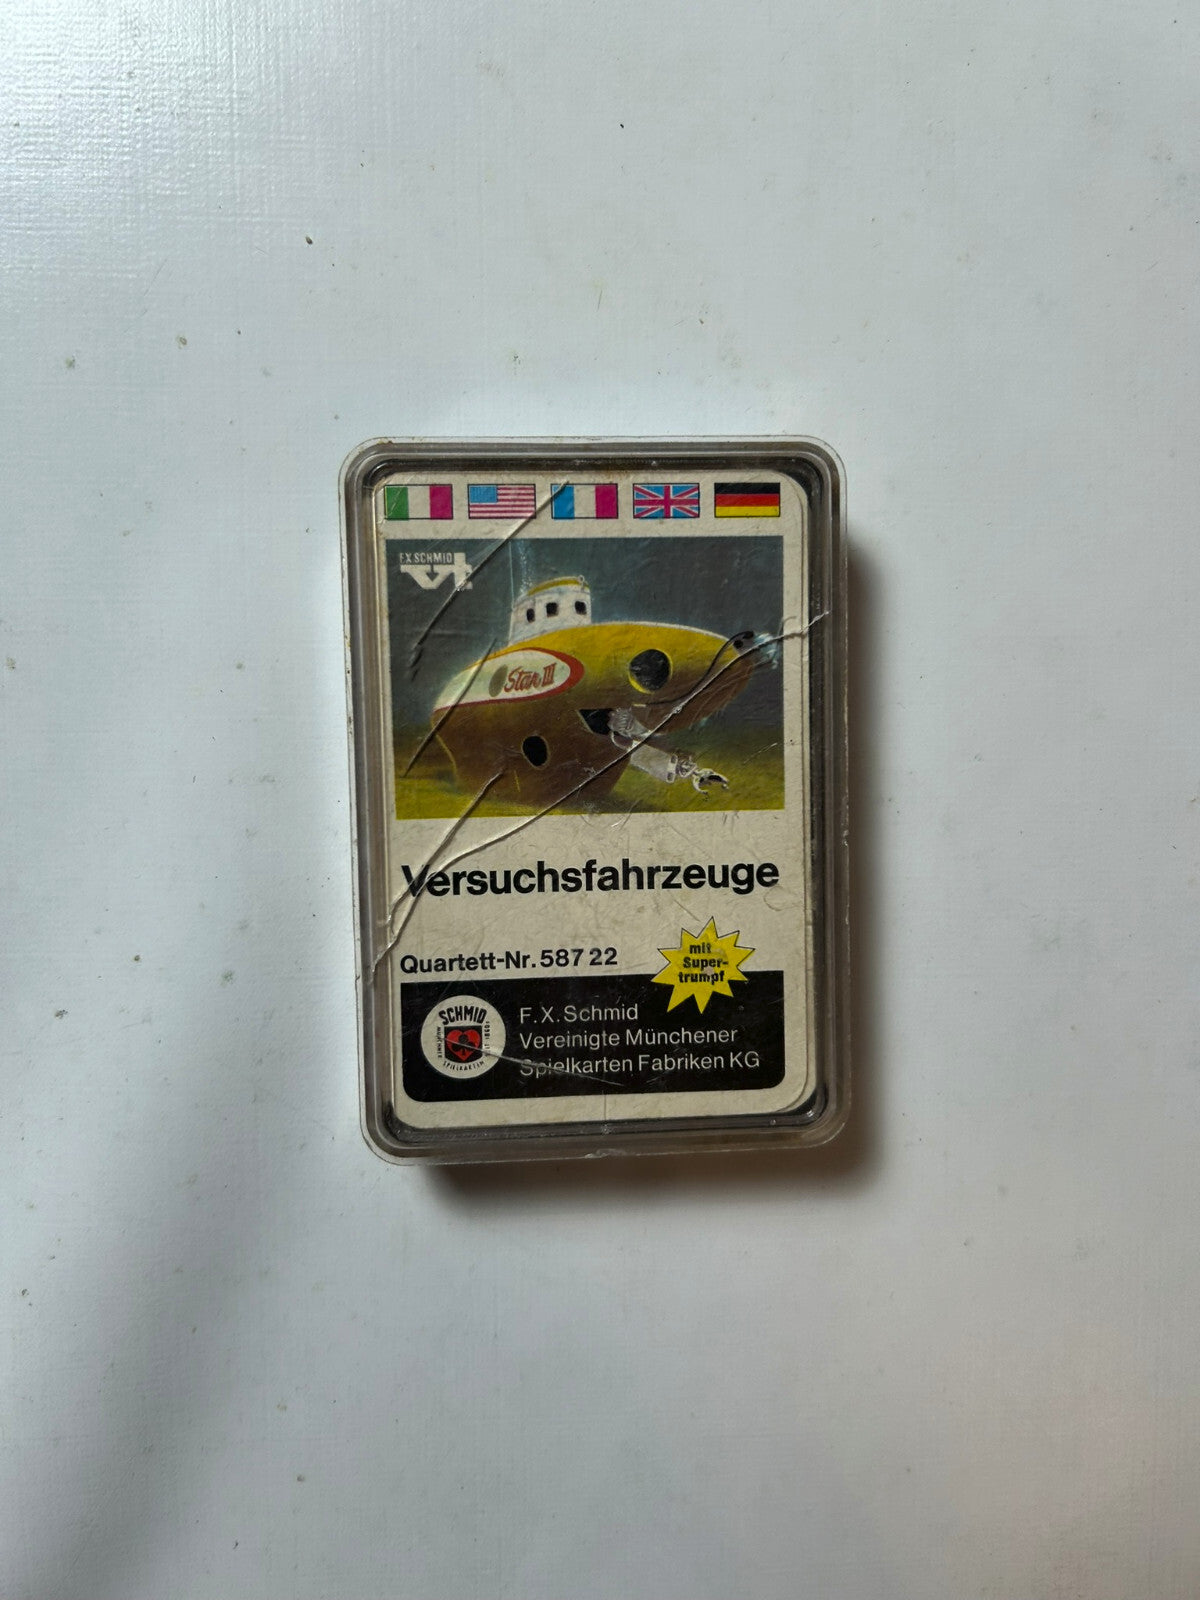 F.X.SCHMID
Star III
Versuchsfahrzeuge
Quartett-Nr. 587 22
mit
Super-
trumpf
SCHMID
F. X. Schmid
Vereinigte Münchener
Spielkarten Fabriken KG